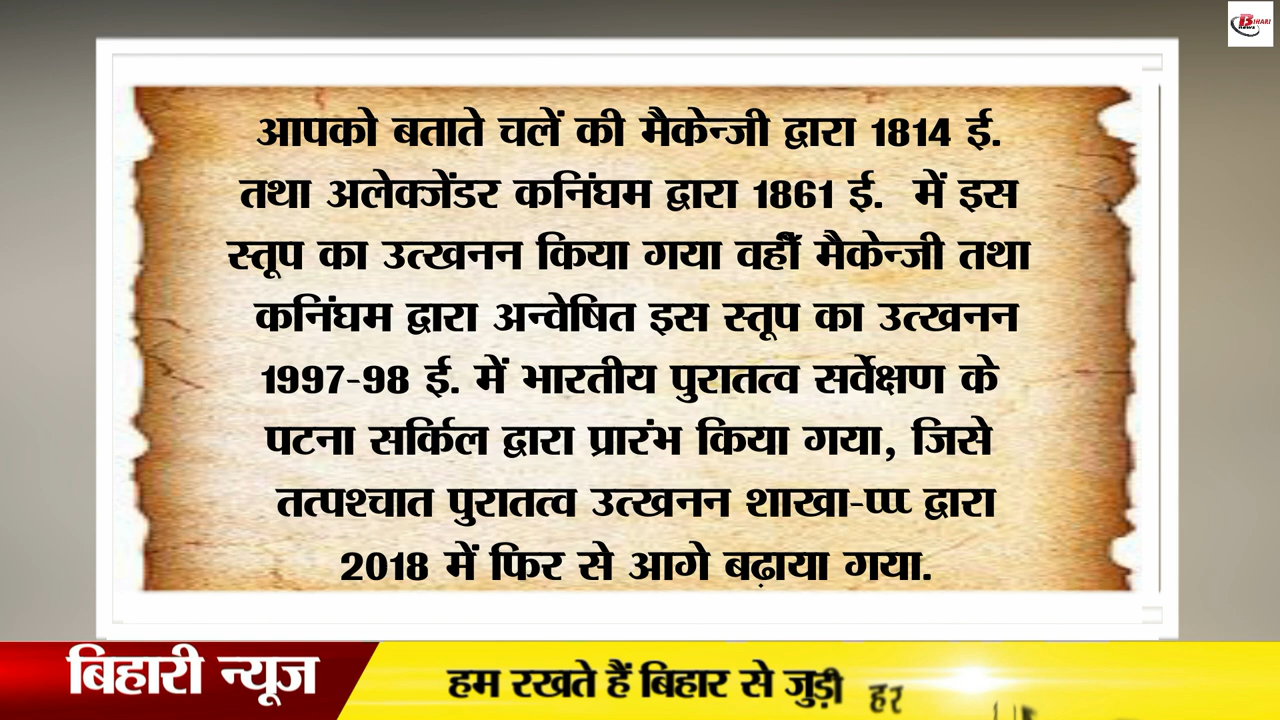 BIHARI
NEWS
आपको बताते चलें की मैकेन्जी द्वारा 1814 ई.
तथा अलेक्जेंडर कनिंघम द्वारा 1861 ई. में इस
स्तूप का उत्खनन किया गया वहीँ मैकेन्जी तथा
कनिंघम द्वारा अन्वेषित इस स्तूप का उत्खनन
1997-98 ई. में भारतीय पुरातत्व सर्वेक्षण के
पटना सर्किल द्वारा प्रारंभ किया गया, जिसे
तत्पश्चात पुरातत्व उत्खनन शाखा-प्प्प् द्वारा
2018 में फिर से आगे बढ़ाया गया.
बिहारी न्यूज हम रखते हैं बिहार से जुड़ी हर